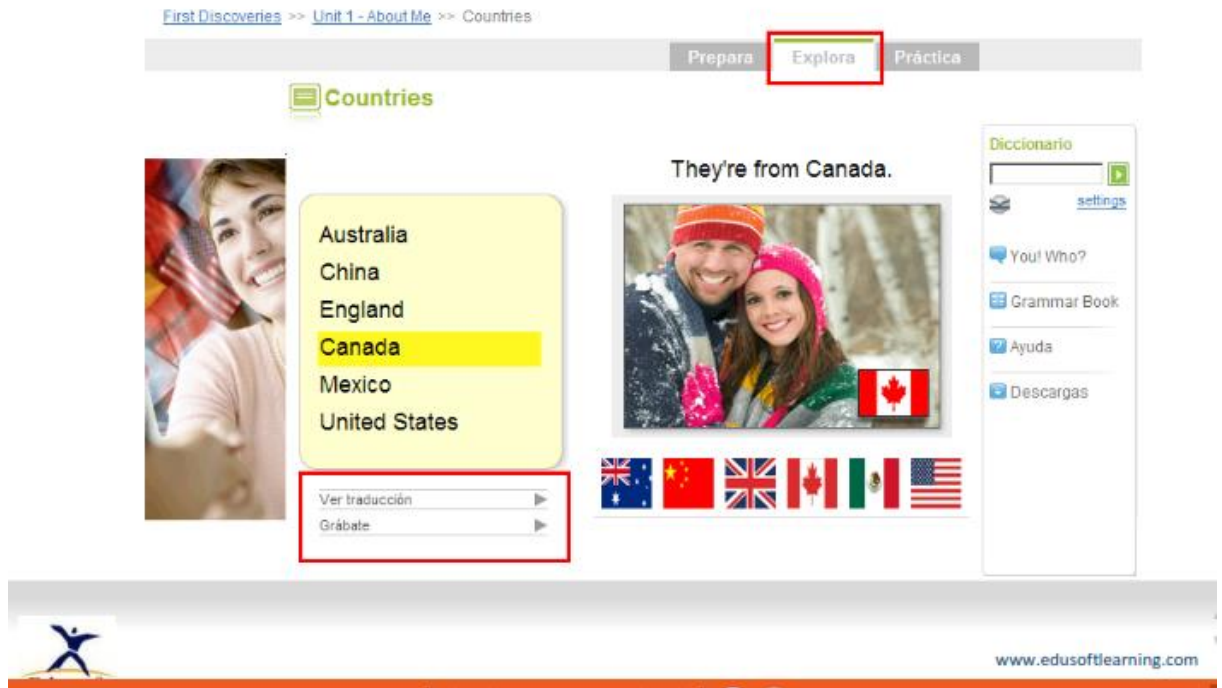 First Discoveries >> Unit 1 - About Me >> Countries
Prepara Explora Práctica
Countries
They're from Canada.
Australia
China
England
Canada
Mexico
United States
Ver traducción
Grábate
Diccionario
settings
You! Who?
Grammar Book
Ayuda
Descargas
www.edusoftlearning.com